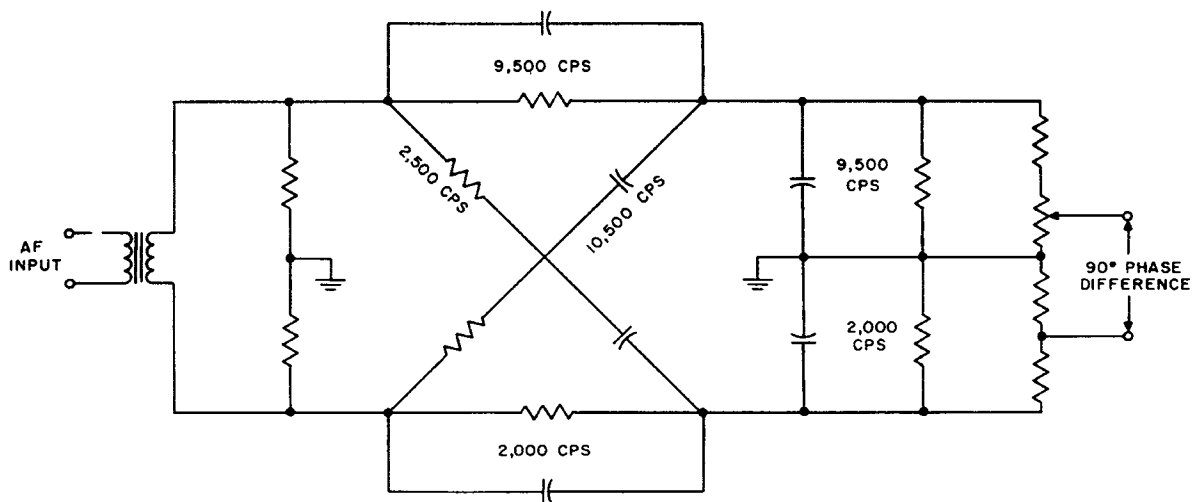 9,500 CPS
2,500 CPS
10,500 CPS
9,500
CPS
AF
INPUT
90° PHASE
DIFFERENCE
2,000
CPS
2,000 CPS